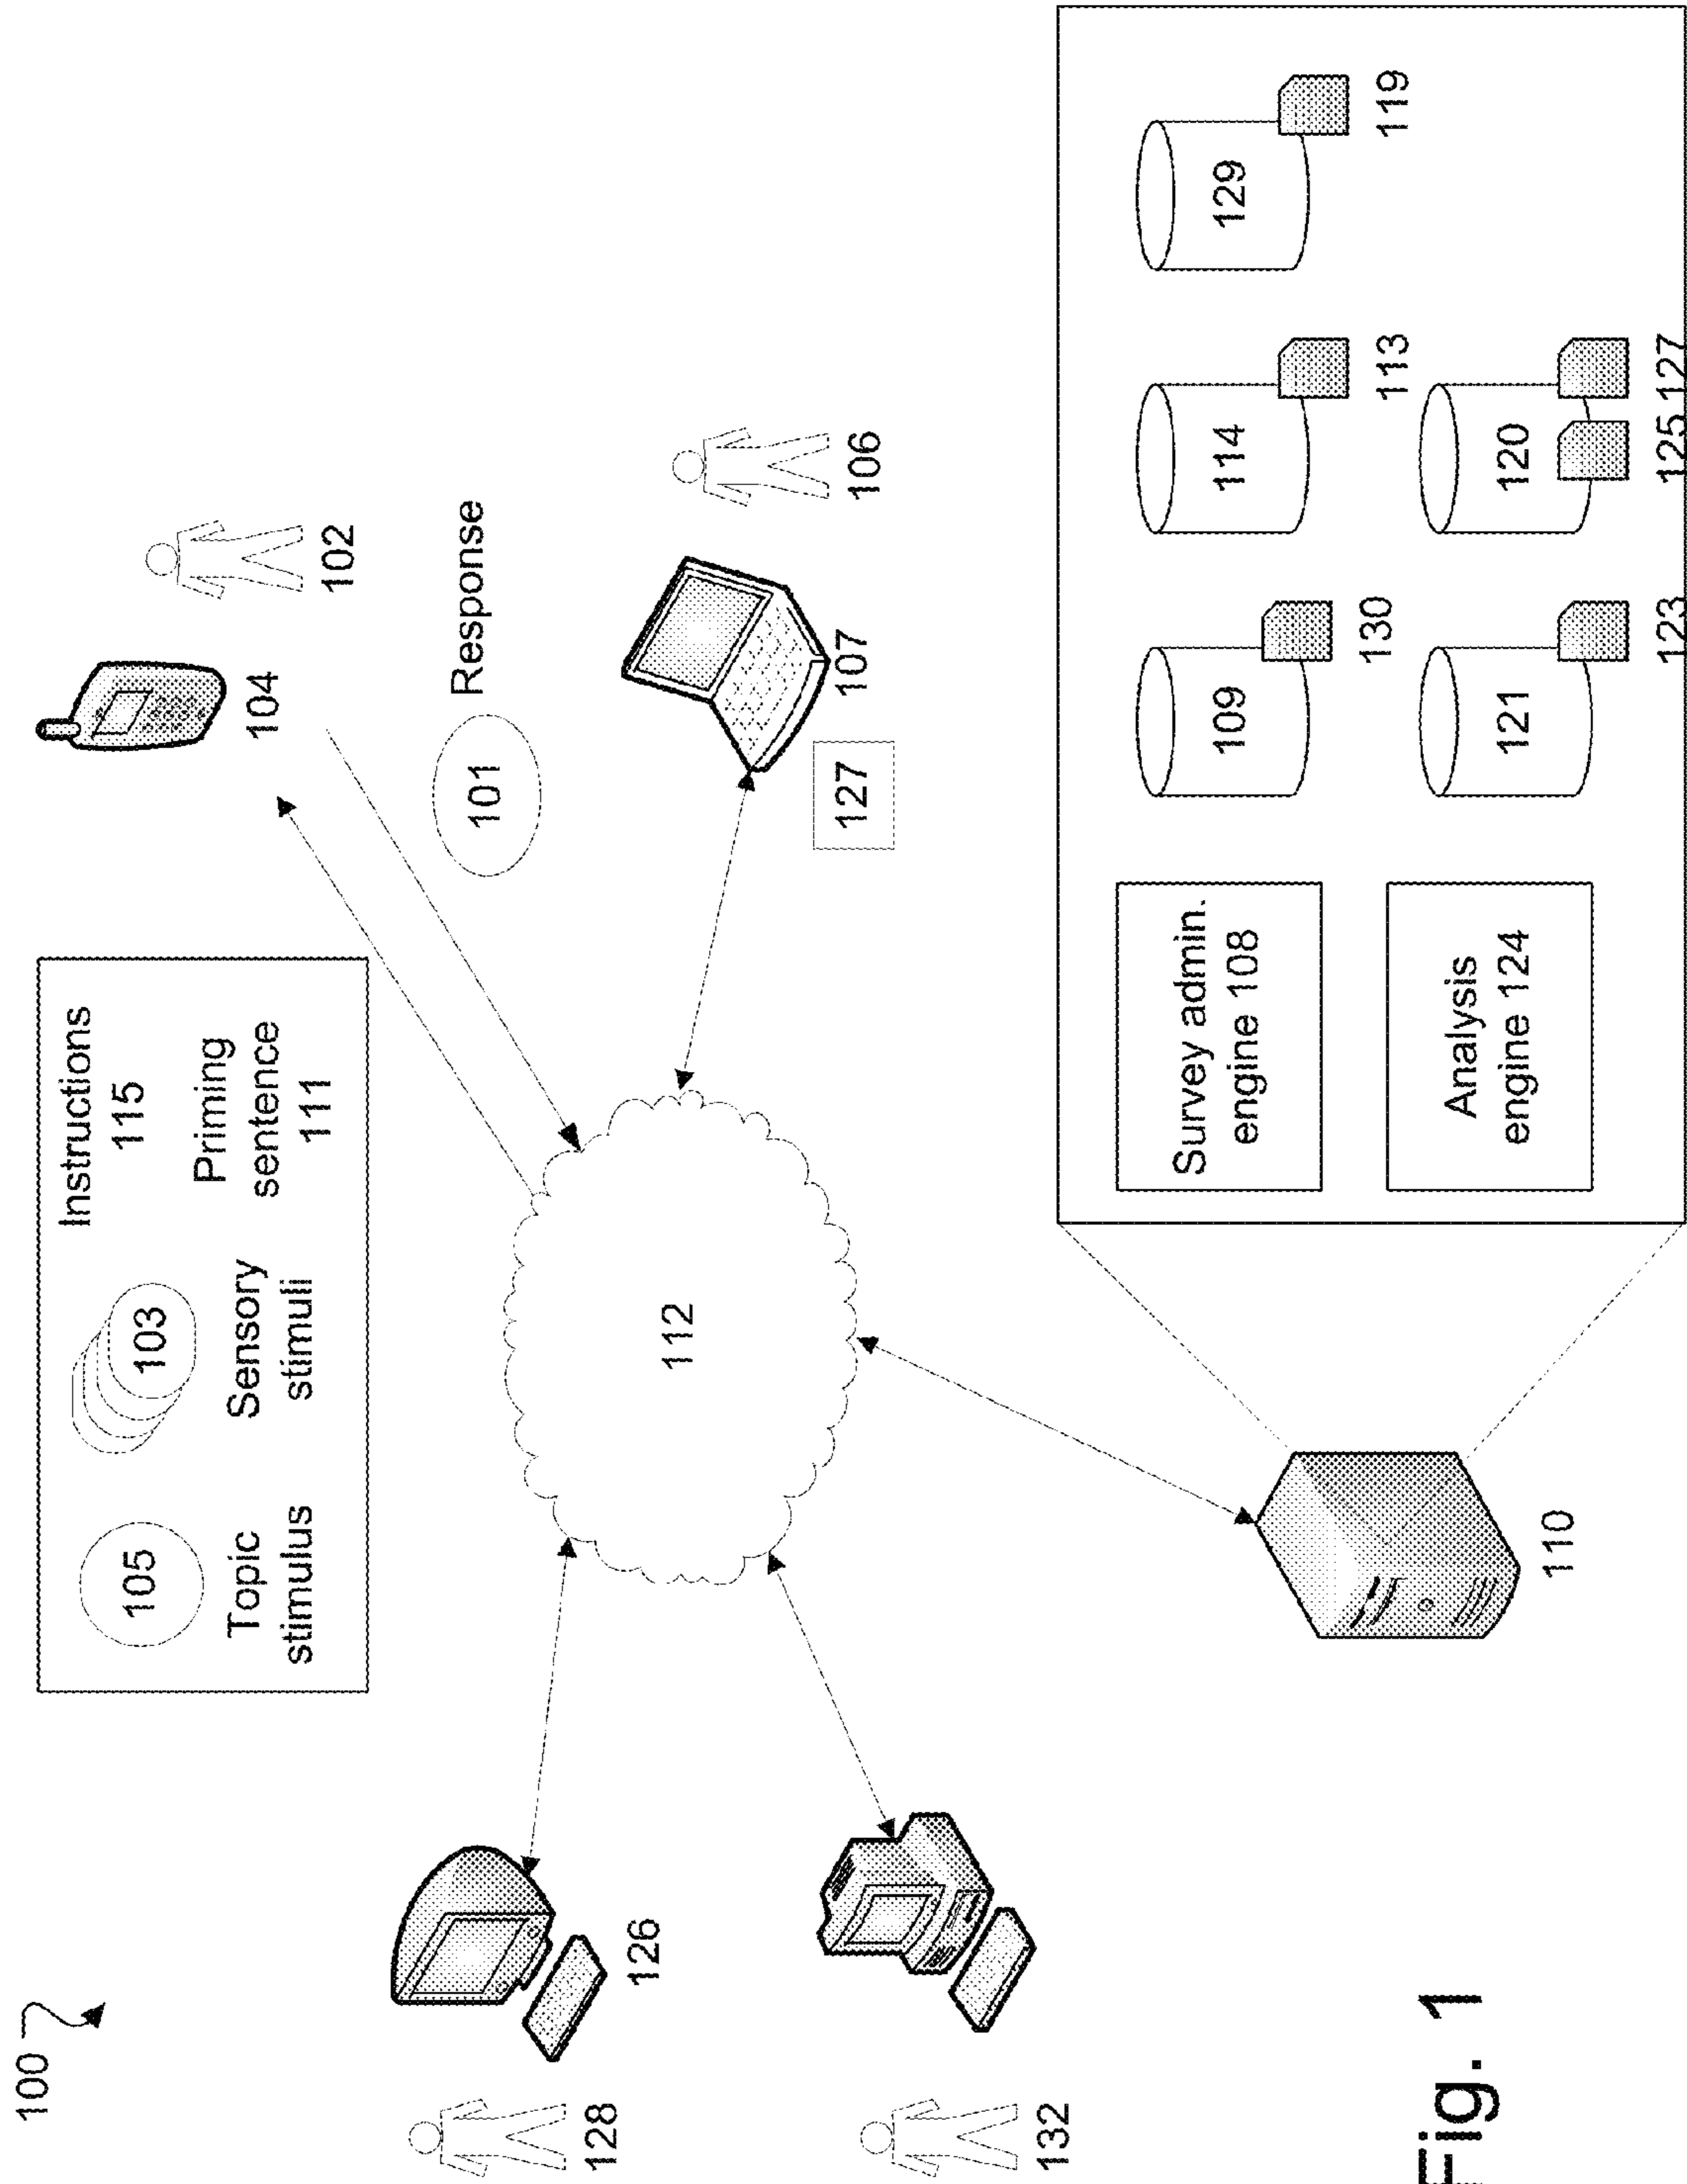 100
105
Topic
stimulus
103
Sensory
stimuli
Instructions
115
Priming
sentence
111
104
102
101 Response
128
126
112
127
107
106
132
110
Survey admin.
engine 108
Analysis
engine 124
109
130
114
113
129
119
121
123
120
125
127
Fig. 1